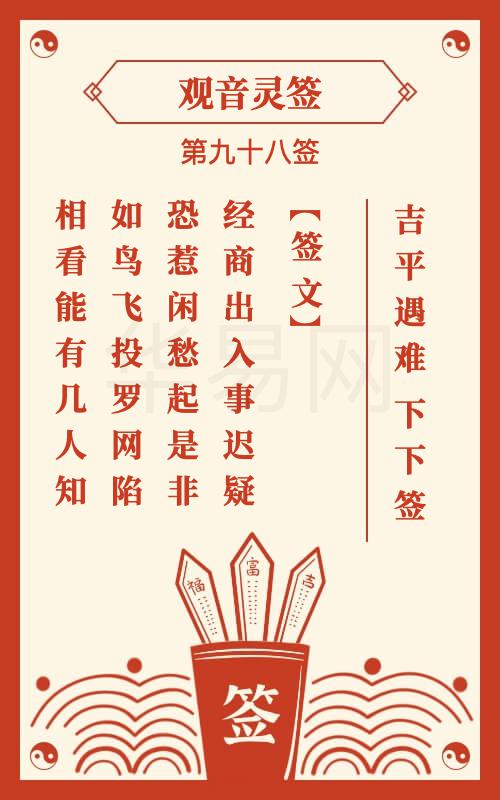 观音灵签
第九十八签
吉平遇难 下下签
【签文】
经商出入事迟疑
恐惹闲愁起是非
如鸟飞投罗网陷
相看能有几人知
华易网
福
富
吉
签